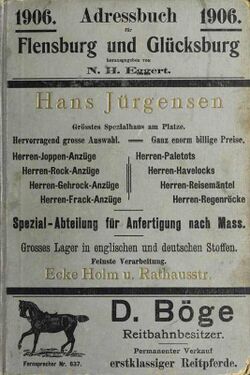 1906. Adressbuch 1906.
für
Flensburg und Glücksburg
herausgegeben von
N. H. Eggert.
Hans Jürgensen
Grösstes Spezialhaus am Platze.
Hervorragend grosse Auswahl. — Ganz enorm billige Preise.
Herren-Joppen-Anzüge
Herren-Rock-Anzüge
Herren-Gehrock-Anzüge
Herren-Frack-Anzüge
Herren-Paletots
Herren-Havelocks
Herren-Reisemäntel
Herren-Regenröcke
Spezial-Abteilung für Anfertigung nach Mass.
Grosses Lager in englischen und deutschen Stoffen.
Feinste Verarbeitung.
Ecke Holm u. Rathausstr.
D. Böge
Reitbahnbesitzer.
Permanenter Verkauf
erstklassiger Reitpferde.
Fernsprecher Nr. 637.